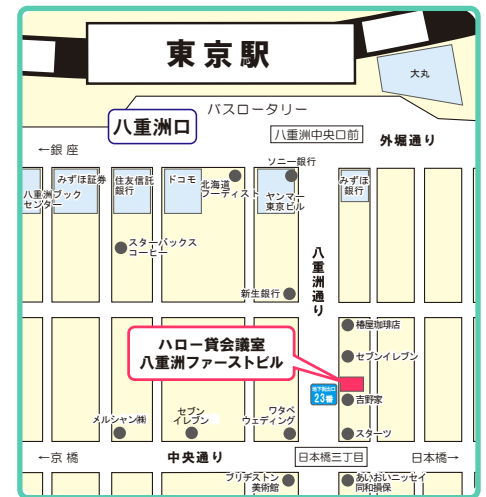 東京駅
大丸
バスロータリー
八重洲口
八重洲中央口前
外堀通り
←銀座
ソニー銀行
八重洲ブック
センター
みずほ証券
住友信託
銀行
ドコモ
北海道
フーディスト
ヤンマー
東京ビル
みずほ
銀行
スターバックス
コーヒー
八重洲通り
新生銀行
椿屋珈琲店
セブンイレブン
ハロー貸会議室
八重洲ファーストビル
地下街出口
23番
吉野家
メルシャン㈱
セブン
イレブン
ワタベ
ウェディング
スターツ
←京橋
中央通り
日本橋三丁目
日本橋→
ブリヂストン
美術館
あいおいニッセイ
同和損保